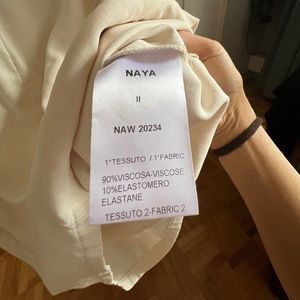 NAYA
II
NAW 20234
1°TESSUTO / 1°FABRIC
90%VISCOSA-VISCOSE
10%ELASTOMERO
ELASTANE
TESSUTO 2-FABRIC 2